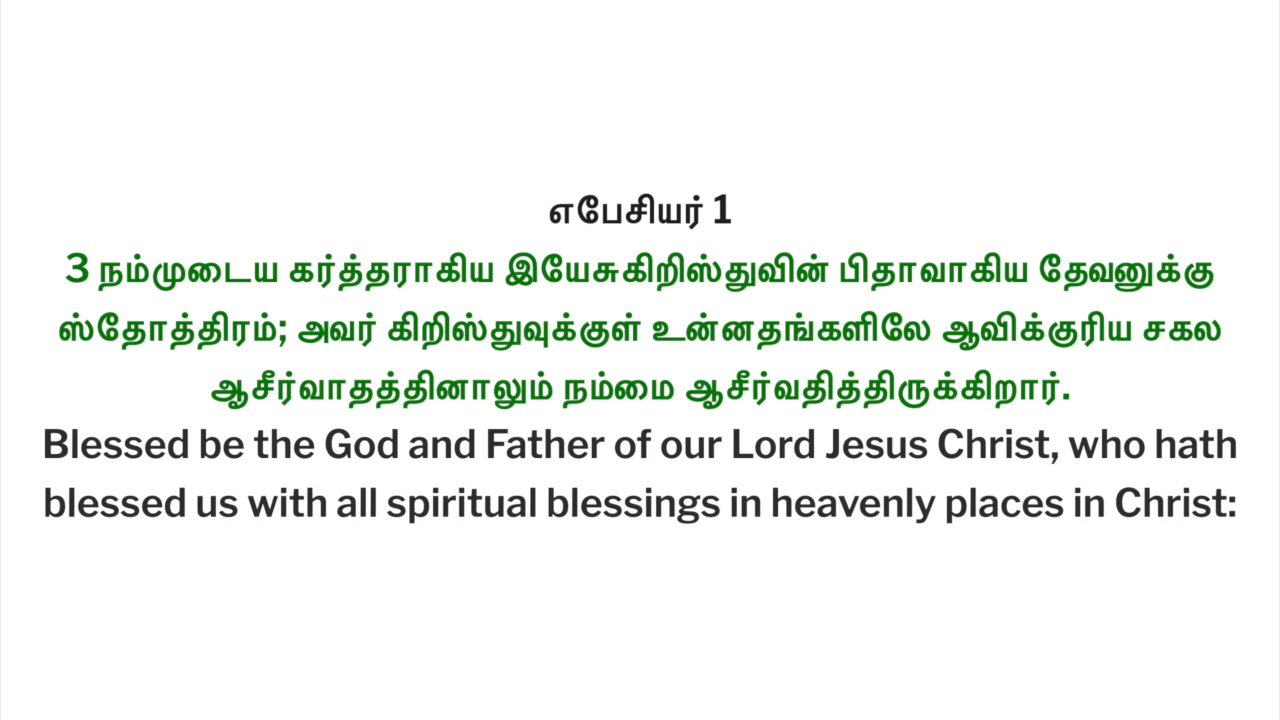 எபேசியர் 1
3 நம்முடைய கர்த்தராகிய இயேசுகிறிஸ்துவின் பிதாவாகிய தேவனுக்கு
ஸ்தோத்திரம்; அவர் கிறிஸ்துவுக்குள் உன்னதங்களிலே ஆவிக்குரிய சகல
ஆசீர்வாதத்தினாலும் நம்மை ஆசீர்வதித்திருக்கிறார்.
Blessed be the God and Father of our Lord Jesus Christ, who hath
blessed us with all spiritual blessings in heavenly places in Christ: